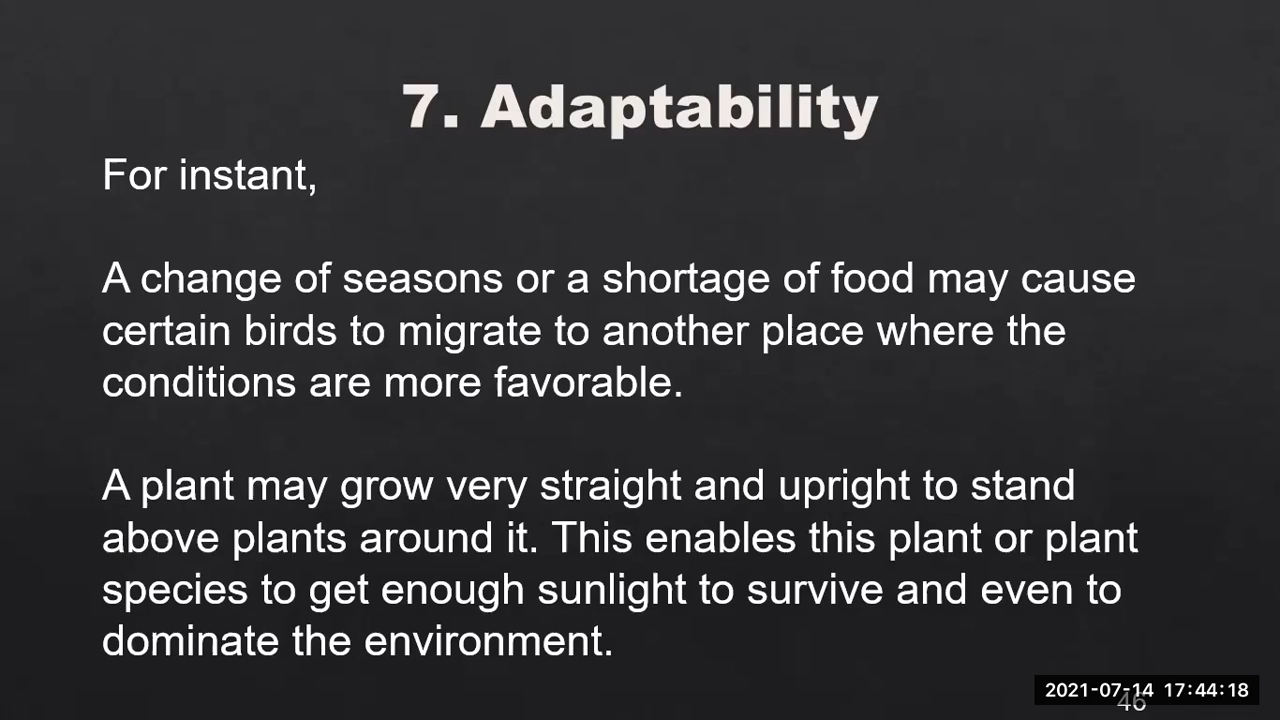 7. Adaptability
For instant,
A change of seasons or a shortage of food may cause
certain birds to migrate to another place where the
conditions are more favorable.
A plant may grow very straight and upright to stand
above plants around it. This enables this plant or plant
species to get enough sunlight to survive and even to
dominate the environment.
2021-07-14 17:44:18
46